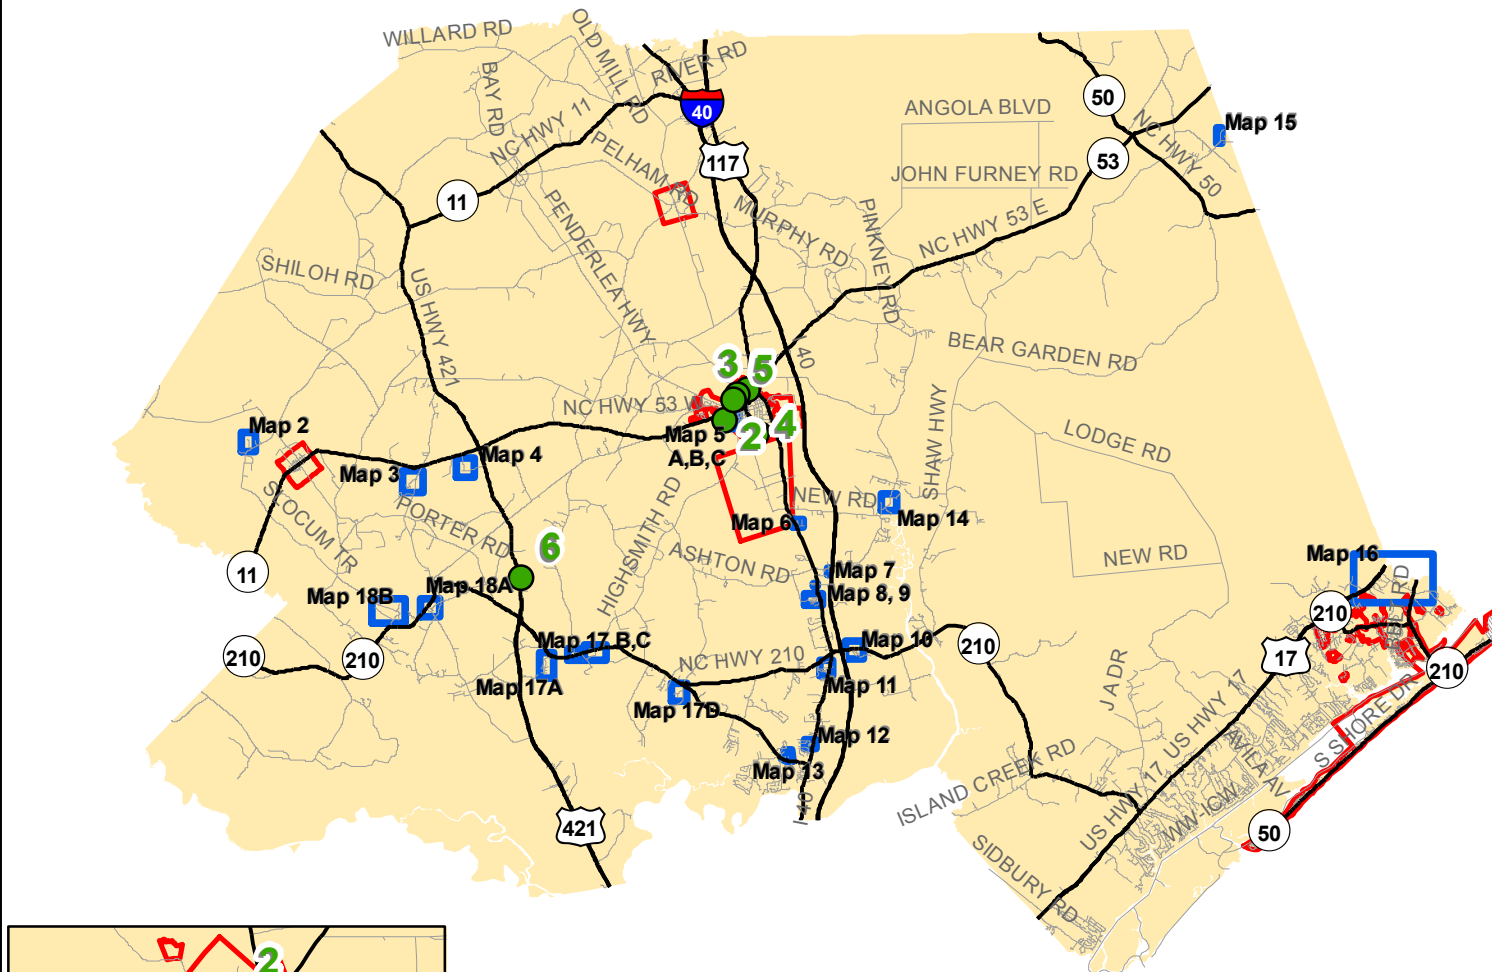 WILLARD RD
OLD MILL RD
RIVER RD
BAY RD
NC HWY 11
40
50
ANGOLA BLVD
Map 15
NC HWY 50
117
PELHAM RD
53
JOHN FURNEY RD
11
PENDERLEA HWY
MURPHY RD
PINKNEY RD
NC HWY 53 E
SHILOH RD
US HWY 421
I 40
BEAR GARDEN RD
3
5
NC HWY 53 W
SHAW HWY
Map 2
Map 5
A,B,C
2
4
LODGE RD
Map 4
Map 3
SLOCUM TR
PORTER RD
HIGHSMITH RD
NEW RD
Map 14
Map 6
6
ASHTON RD
NEW RD
Map 16
11
Map 7
Map 18A
Map 8, 9
Map 18B
210
RD
Map 17 B,C
Map 10
210
210
210
NC HWY 210
17
210
Map 17A
Map 11
J A DR
Map 17D
S SHORE DR
US HWY 17
Map 12
AVILA AV
Map 13
ISLAND CREEK RD
US HWY 17
I 40
WW-ICW
421
50
SIDBURY RD
2